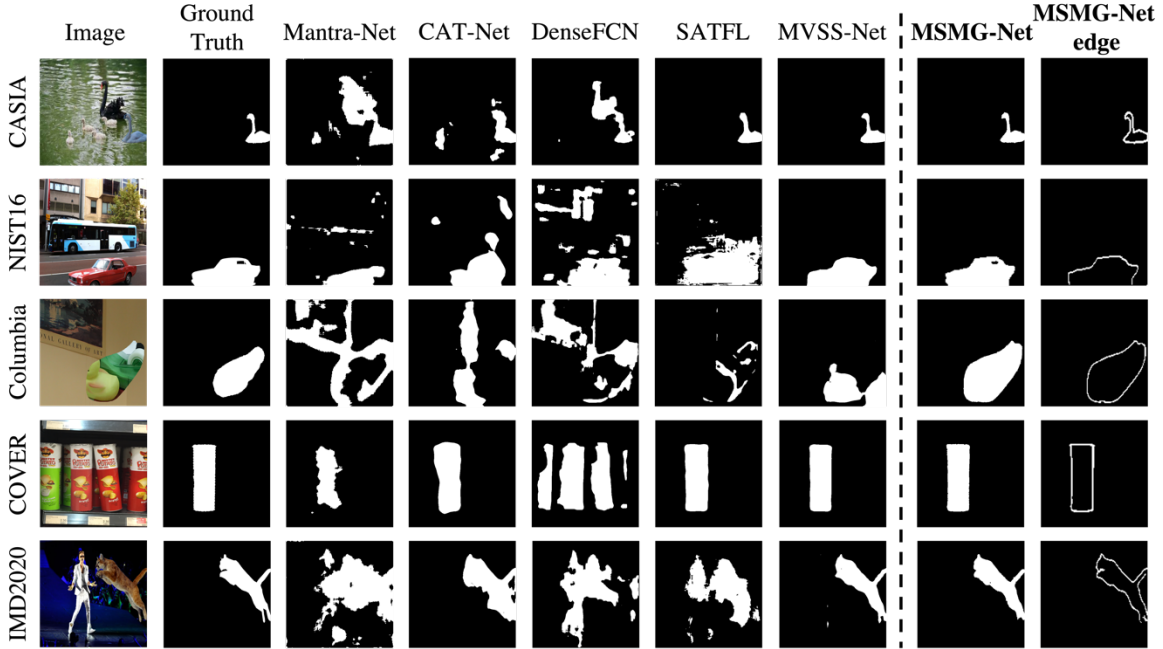 Image
Ground
Truth
Mantra-Net
CAT-Net
DenseFCN
SATFL
MVSS-Net
MSMG-Net
MSMG-Net
edge
CASIA
NIST16
Columbia
COVER
IMD2020